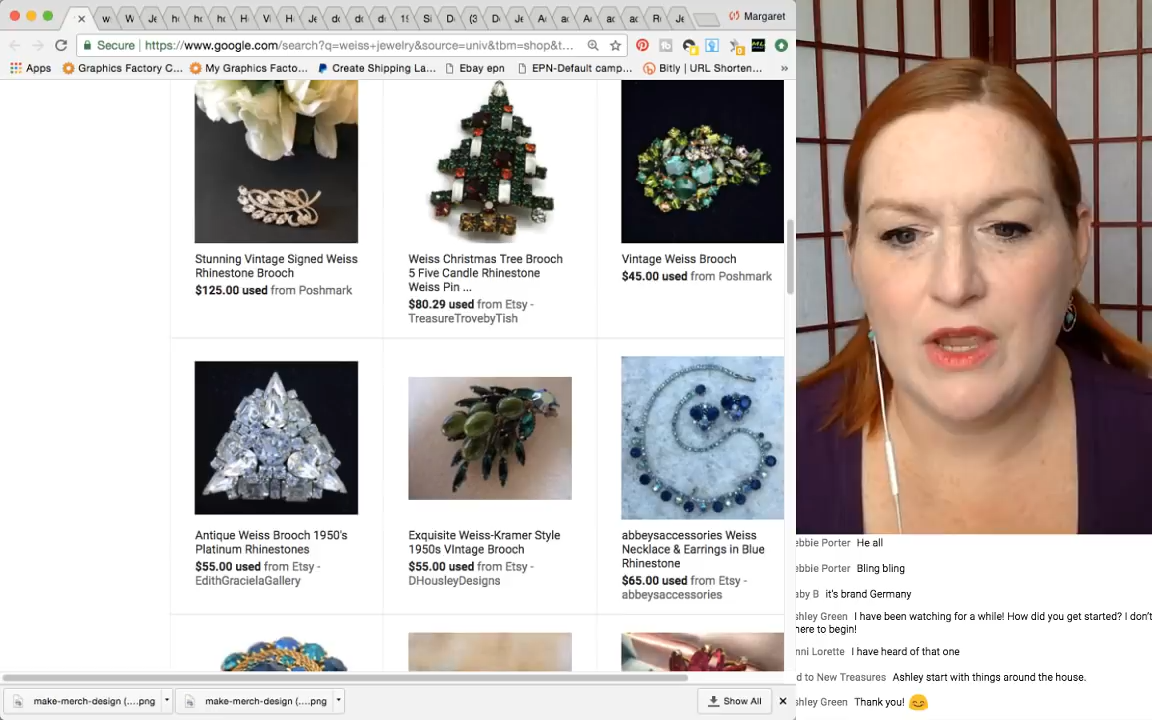 Margaret
Secure | https://www.google.com/search?q=weiss+jewelry&source=univ&tbm=shop&t...
Apps Graphics Factory C... My Graphics Facto... Create Shipping La... Ebay epn EPN-Default camp... Bitly | URL Shorten... »
Stunning Vintage Signed Weiss
Rhinestone Brooch
$125.00 used from Poshmark
Weiss Christmas Tree Brooch
5 Five Candle Rhinestone
Weiss Pin ...
$80.29 used from Etsy -
TreasureTrovebyTish
Vintage Weiss Brooch
$45.00 used from Poshmark
Antique Weiss Brooch 1950's
Platinum Rhinestones
$55.00 used from Etsy -
EdithGracielaGallery
Exquisite Weiss-Kramer Style
1950s VIntage Brooch
$55.00 used from Etsy -
DHousleyDesigns
abbeysaccessories Weiss
Necklace & Earrings in Blue
Rhinestone
$65.00 used from Etsy -
abbeysaccessories
ebbie Porter He all
ebbie Porter Bling bling
aby B it's brand Germany
shley Green I have been watching for a while! How did you get started? I don't
here to begin!
nni Lorette I have heard of that one
d to New Treasures Ashley start with things around the house.
shley Green Thank you! 😊
make-merch-design (....png make-merch-design (....png Show All